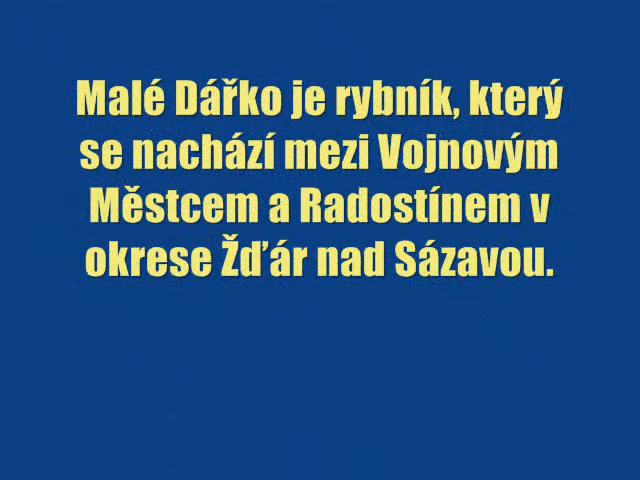 Malé Dářko je rybník, který
se nachází mezi Vojnovým
Městcem a Radostínem v
okrese Žďár nad Sázavou.